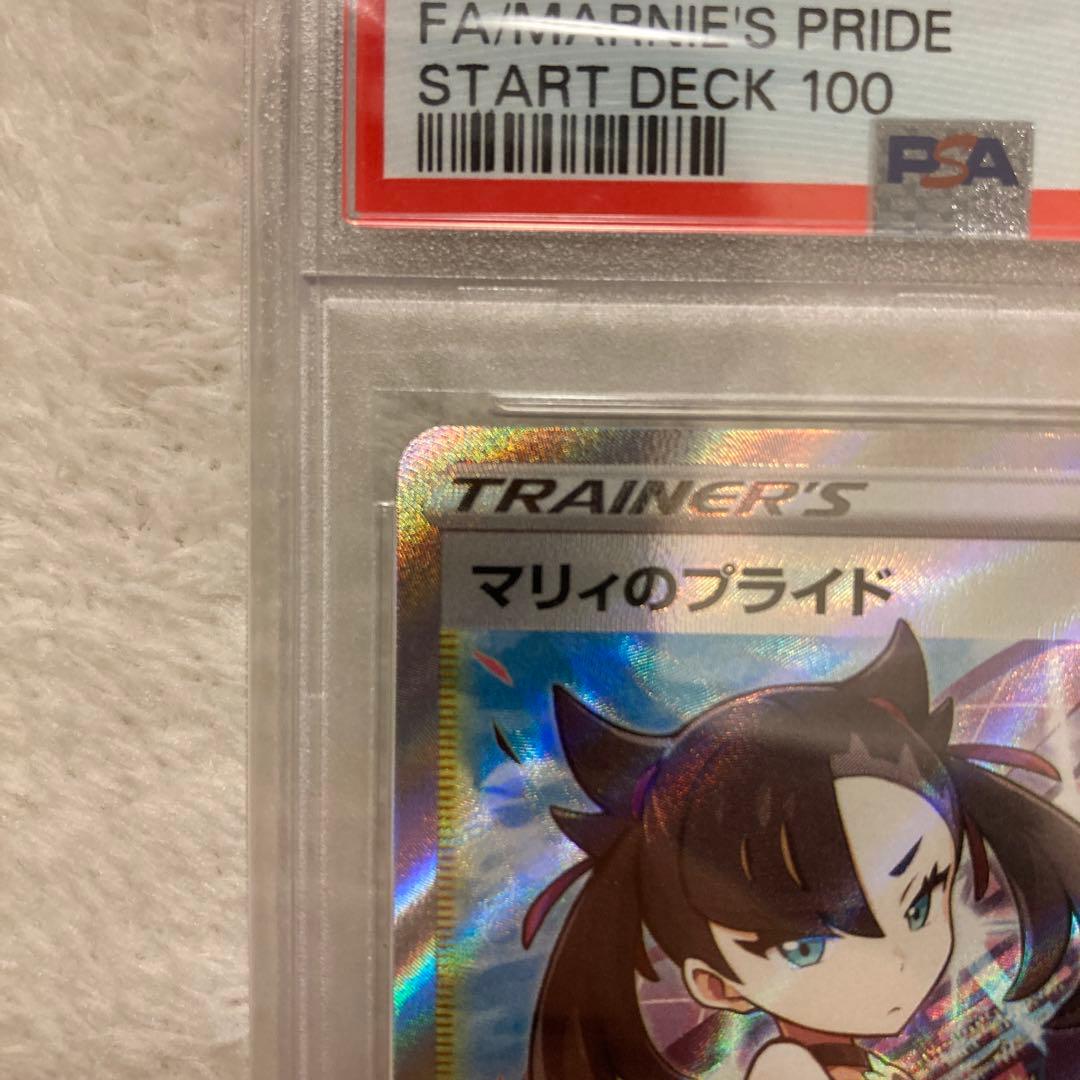 FA/MARNIE'S PRIDE
START DECK 100
PSA
TRAINER'S
マリィのプライド